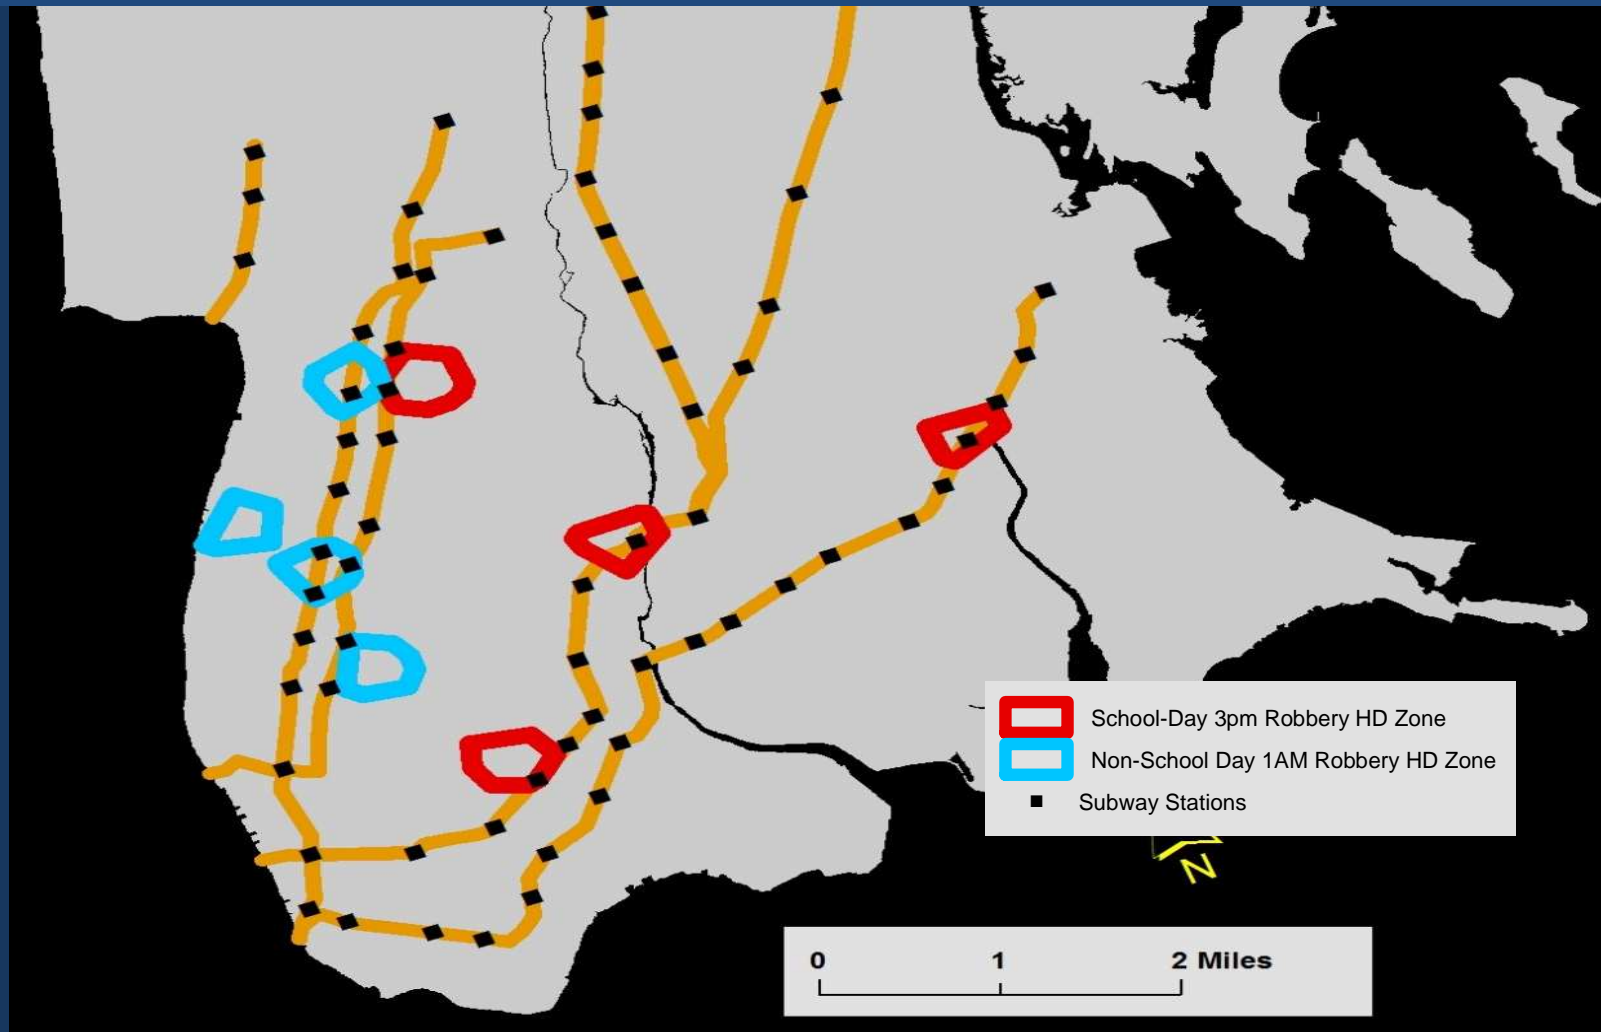 School-Day 3pm Robbery HD Zone
Non-School Day 1AM Robbery HD Zone
Subway Stations
N
0 1 2 Miles